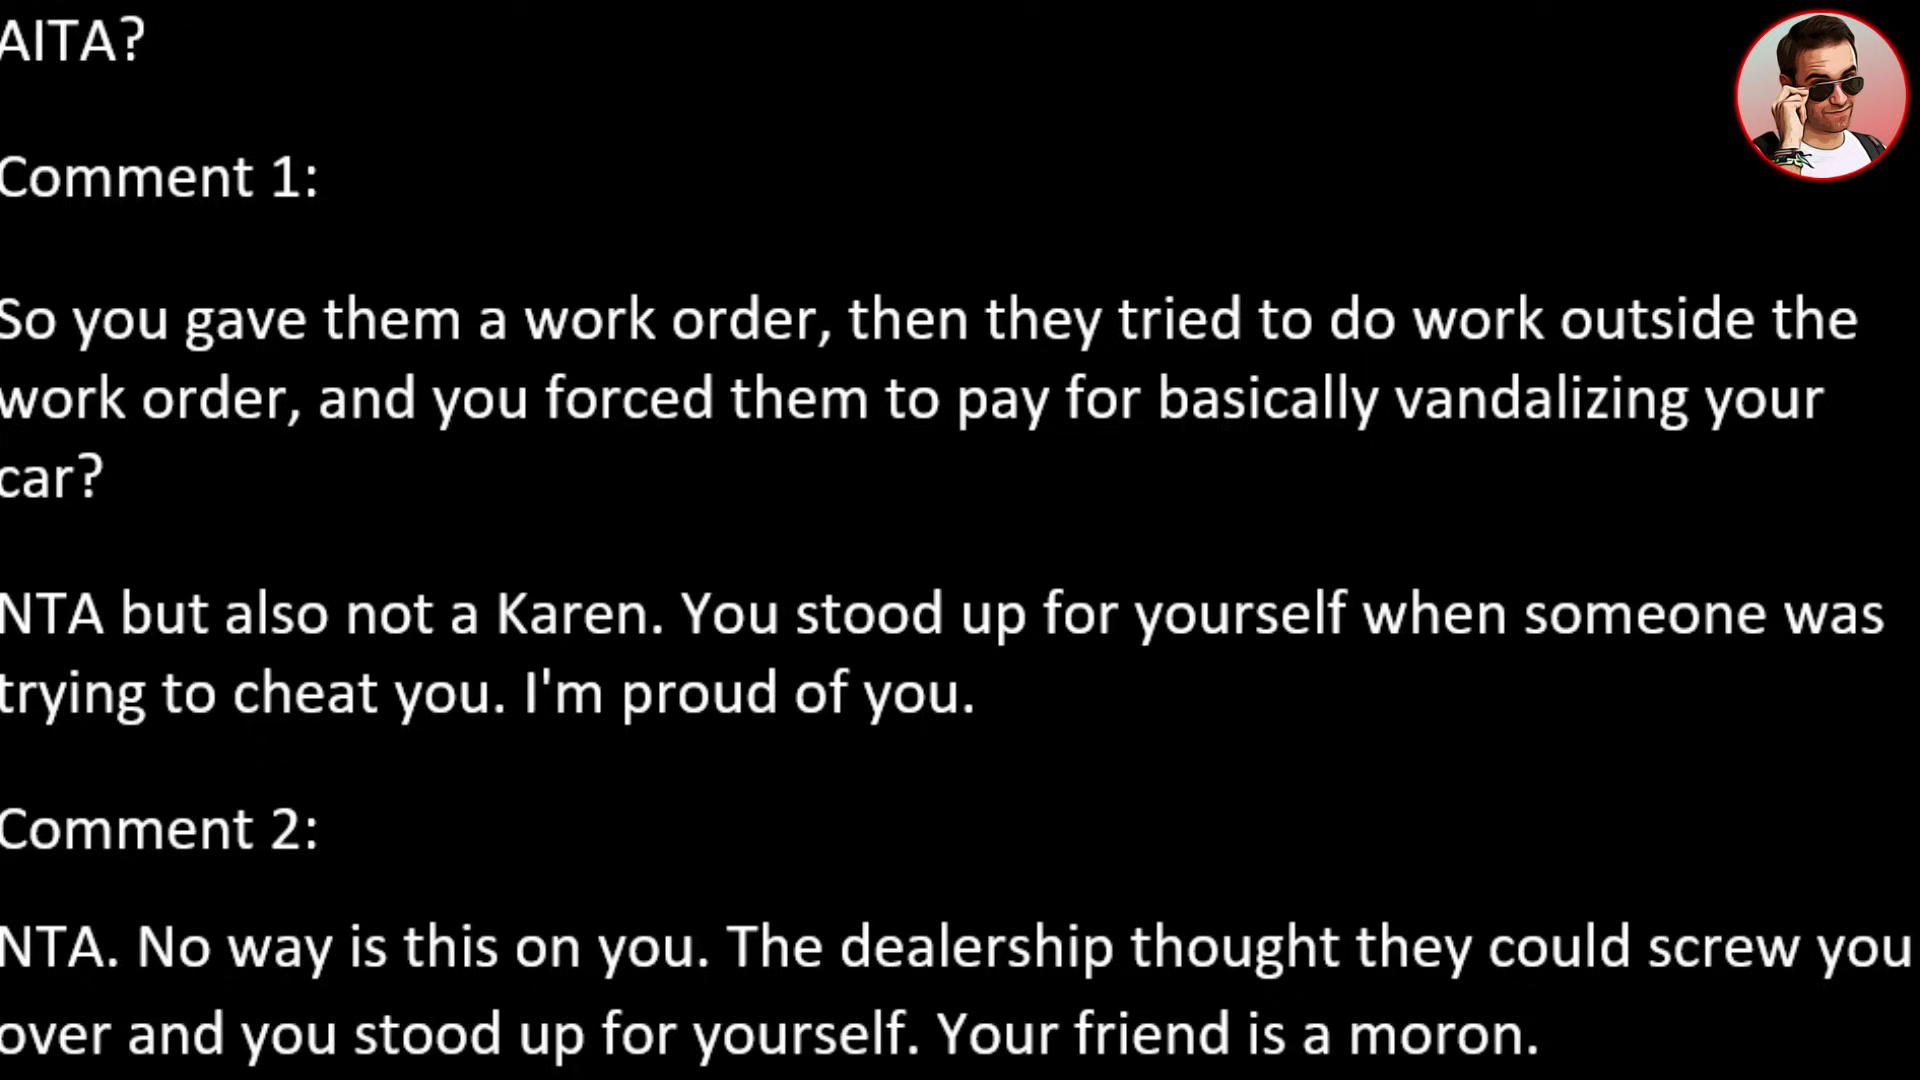 AITA?
Comment 1:
So you gave them a work order, then they tried to do work outside the
work order, and you forced them to pay for basically vandalizing your
car?
NTA but also not a Karen. You stood up for yourself when someone was
trying to cheat you. I'm proud of you.
Comment 2:
NTA. No way is this on you. The dealership thought they could screw you
over and you stood up for yourself. Your friend is a moron.